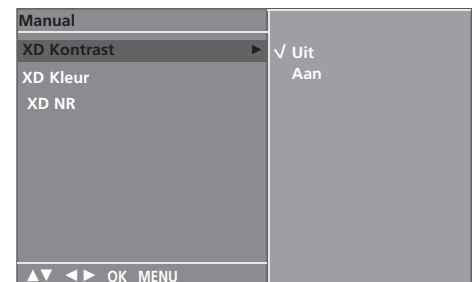 Manual
XD Kontrast ►
XD Kleur
XD NR
√ Uit
Aan
▲▼ ◄► OK MENU